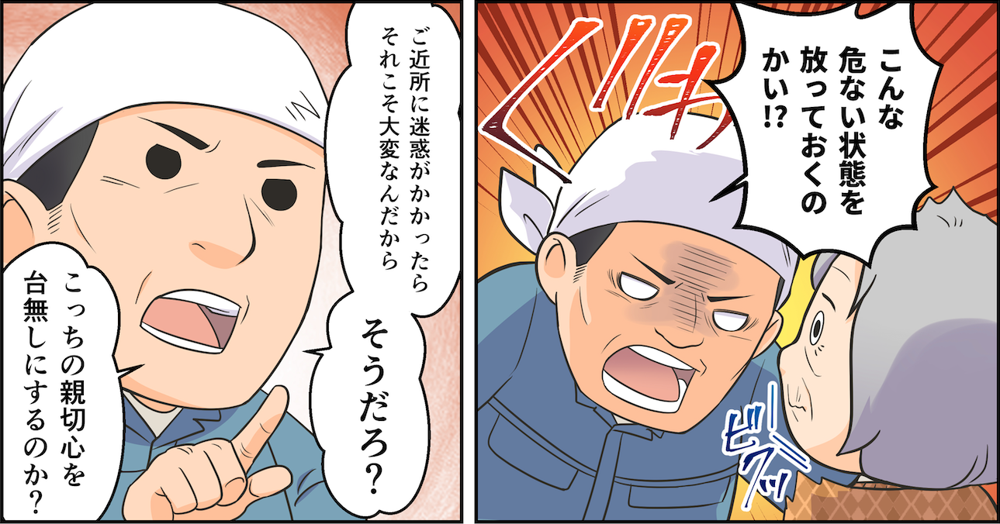 こんな
危ない状態を
放っておくの
かい!?
くわっ
ビクッ
ご近所に迷惑がかかったら
それこそ大変なんだから
そうだろ?
こっちの親切心を
台無しにするのか?